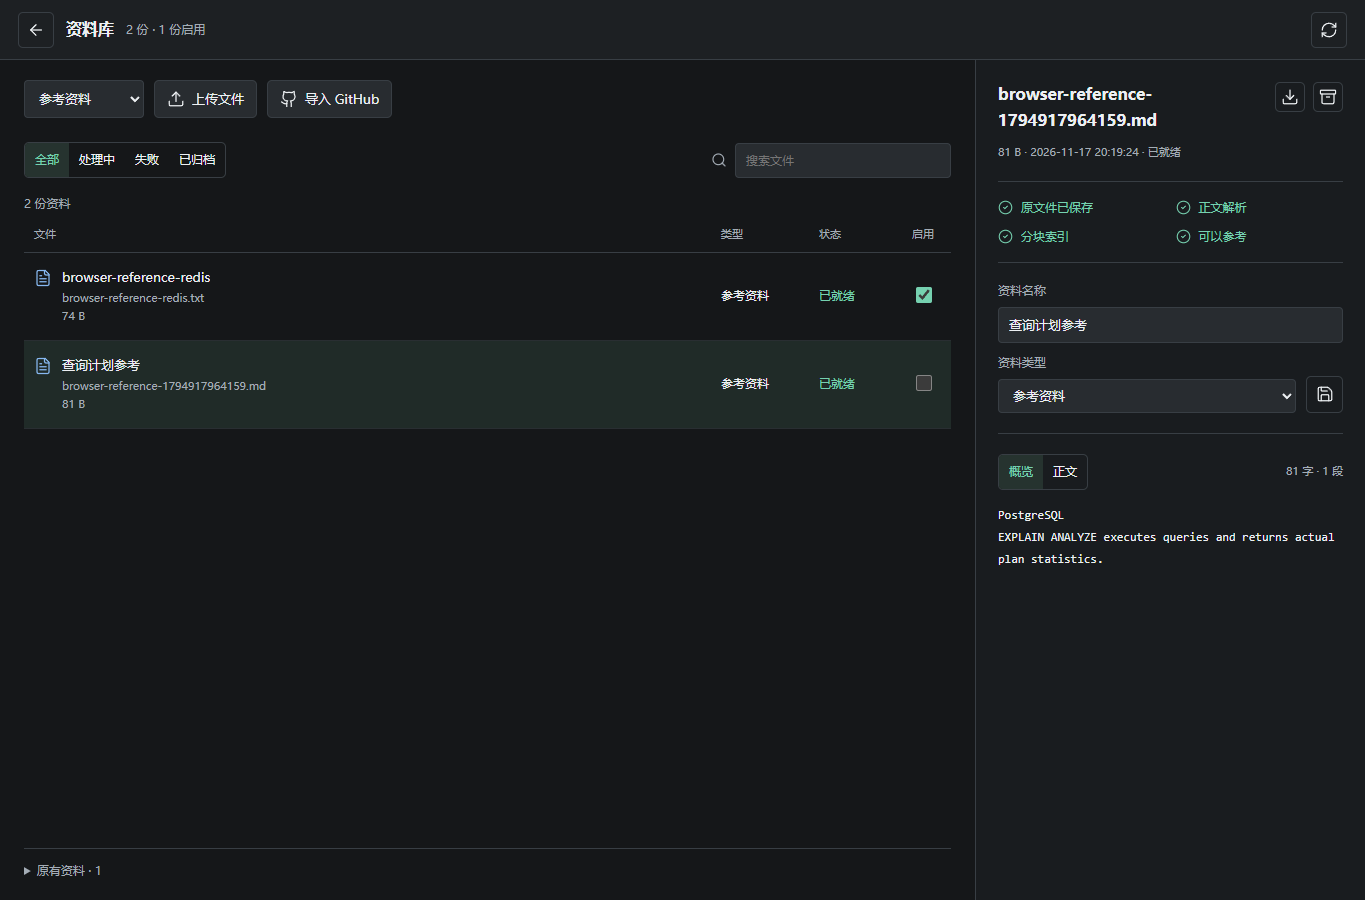 资料库 2 份 · 1 份启用
参考资料 上传文件 导入 GitHub
全部 处理中 失败 已归档 搜索文件
2 份资料
文件 类型 状态 启用
browser-reference-redis
browser-reference-redis.txt
74 B
参考资料 已就绪
查询计划参考
browser-reference-1794917964159.md
81 B
参考资料 已就绪
原有资料 · 1
browser-reference-
1794917964159.md
81 B · 2026-11-17 20:19:24 · 已就绪
原文件已保存 正文解析
分块索引 可以参考
资料名称
查询计划参考
资料类型
参考资料
概览 正文 81 字 · 1 段
PostgreSQL
EXPLAIN ANALYZE executes queries and returns actual
plan statistics.